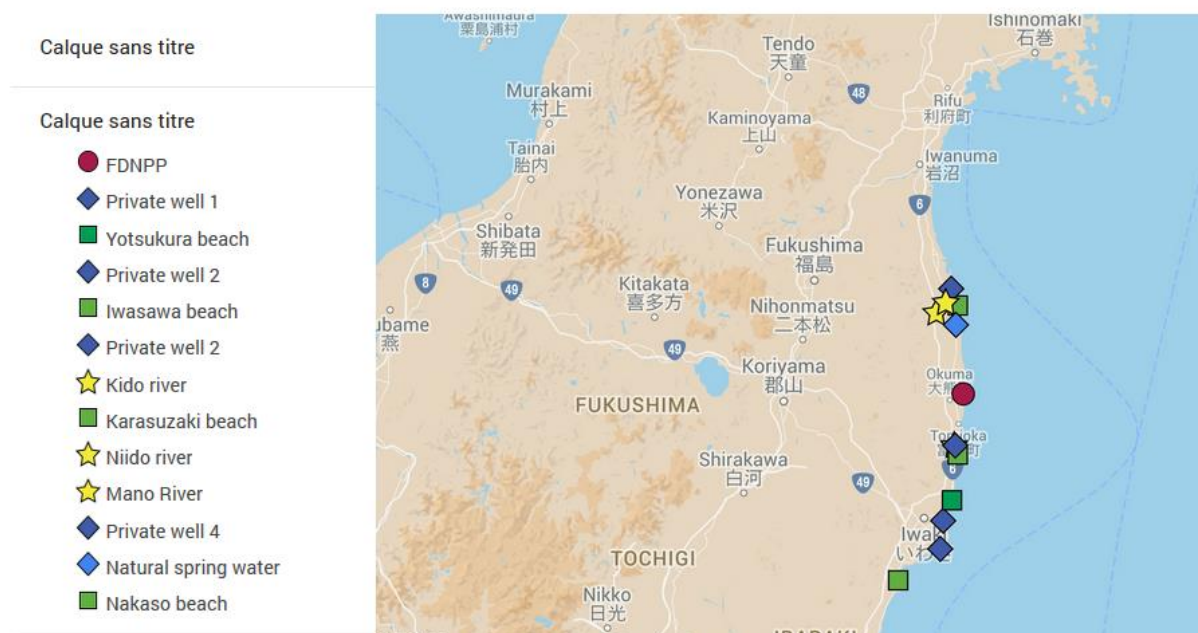 Calque sans titre
Calque sans titre
FDNPP
Private well 1
Yotsukura beach
Private well 2
Iwasawa beach
Private well 2
Kido river
Karasuzaki beach
Niido river
Mano River
Private well 4
Natural spring water
Nakaso beach
Awashimaura
粟島浦村
Ishinomaki
石巻
Tendo
天童
Murakami
村上
48
Rifu
利府町
Kaminoyama
上山
Tainai
胎内
Iwanuma
岩沼
Yonezawa
米沢
6
Shibata
新発田
Fukushima
福島
8
49
Kitakata
喜多方
Nihonmatsu
二本松
ubame
燕
49
Koriyama
郡山
Okuma
FUKUSHIMA
Shirakawa
白河
49
6
Iwaki
TOCHIGI
Nikko
日光